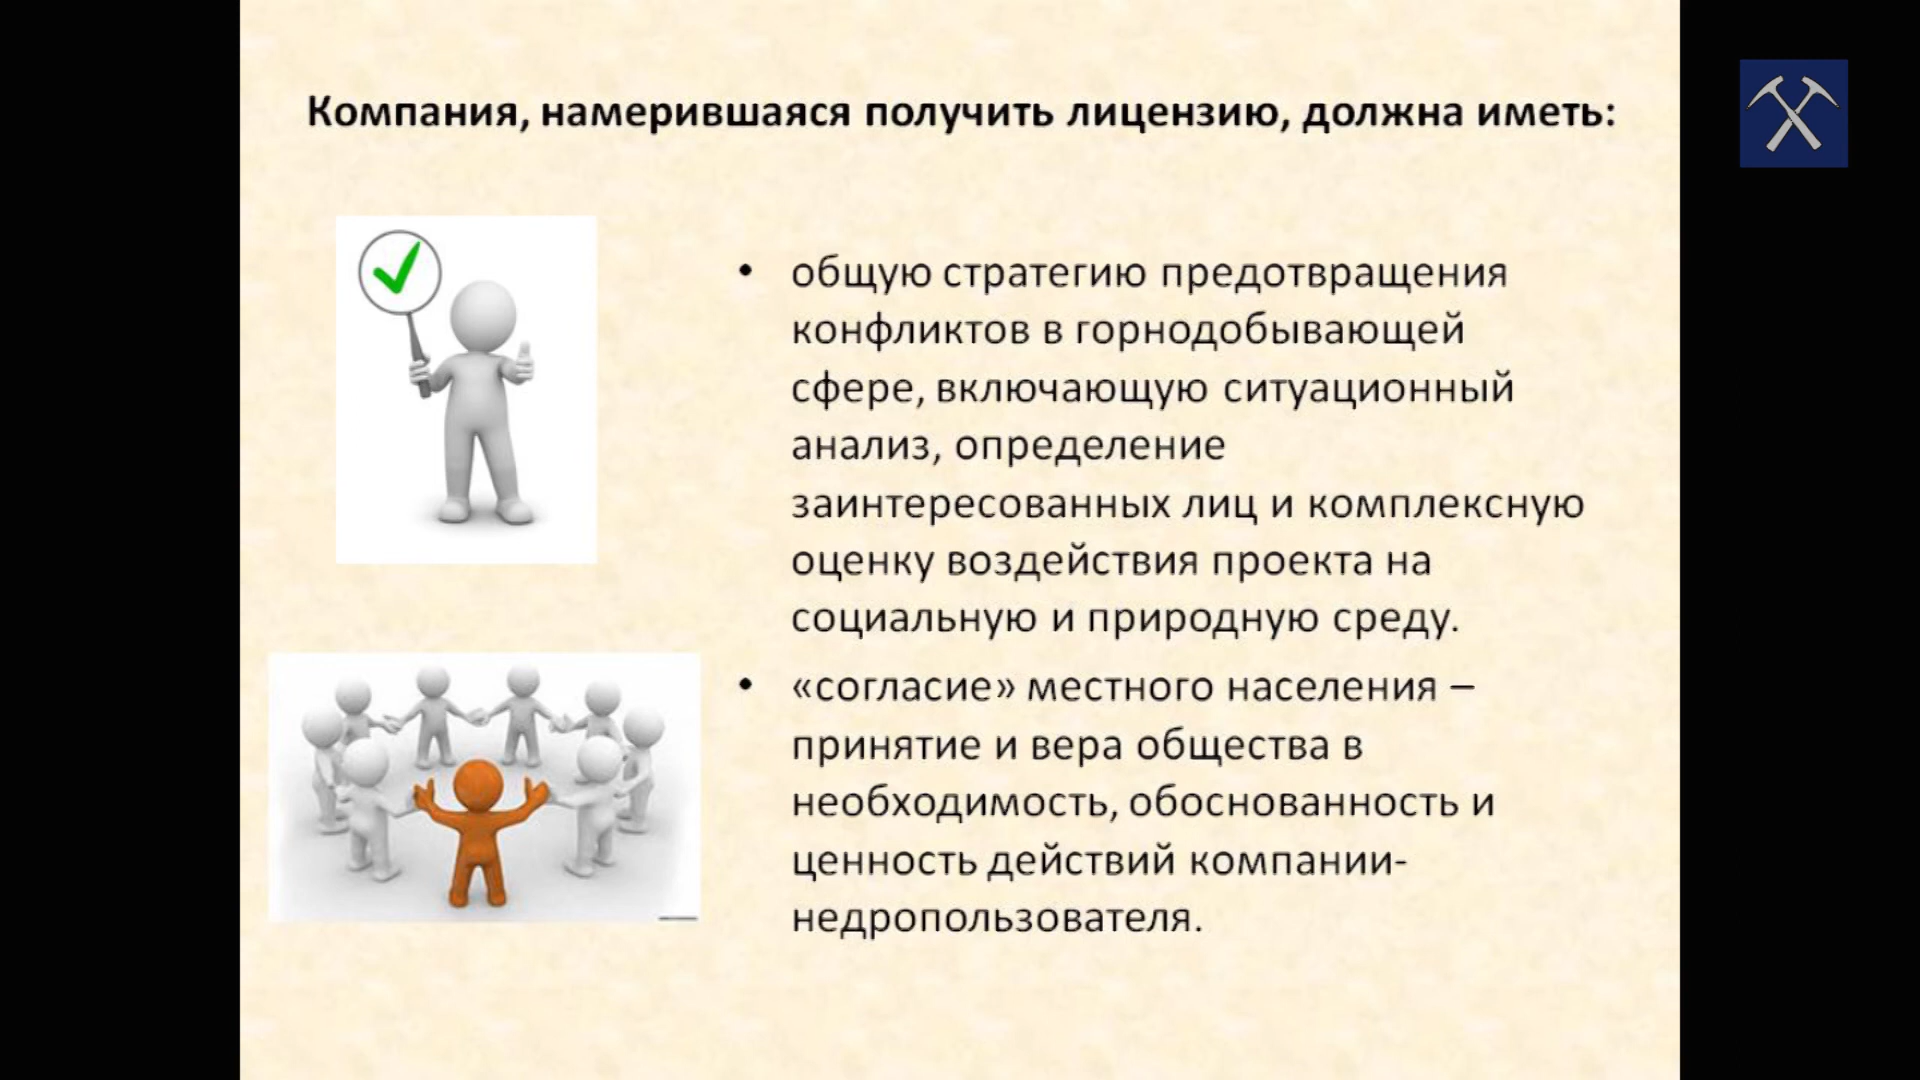 Компания, намерившаяся получить лицензию, должна иметь:
• общую стратегию предотвращения
конфликтов в горнодобывающей
сфере, включающую ситуационный
анализ, определение
заинтересованных лиц и комплексную
оценку воздействия проекта на
социальную и природную среду.
• «согласие» местного населения –
принятие и вера общества в
необходимость, обоснованность и
ценность действий компании-
недропользователя.